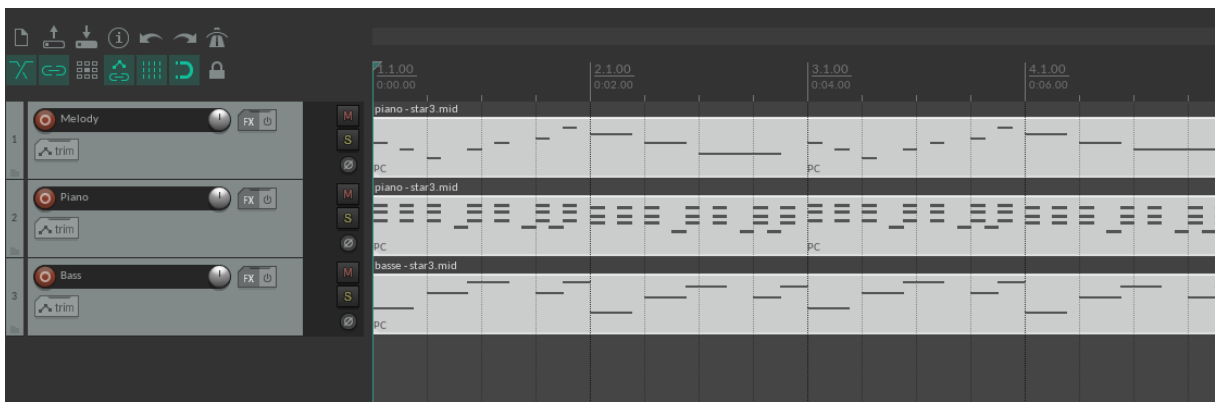 1.1.00
0:00.00
2.1.00
0:02.00
3.1.00
0:04.00
4.1.00
0:06.00
1
Melody
FX
M
trim
S
piano - star3.mid
PC
PC
2
Piano
FX
M
trim
S
piano - star3.mid
PC
PC
3
Bass
FX
M
trim
S
basse - star3.mid
PC